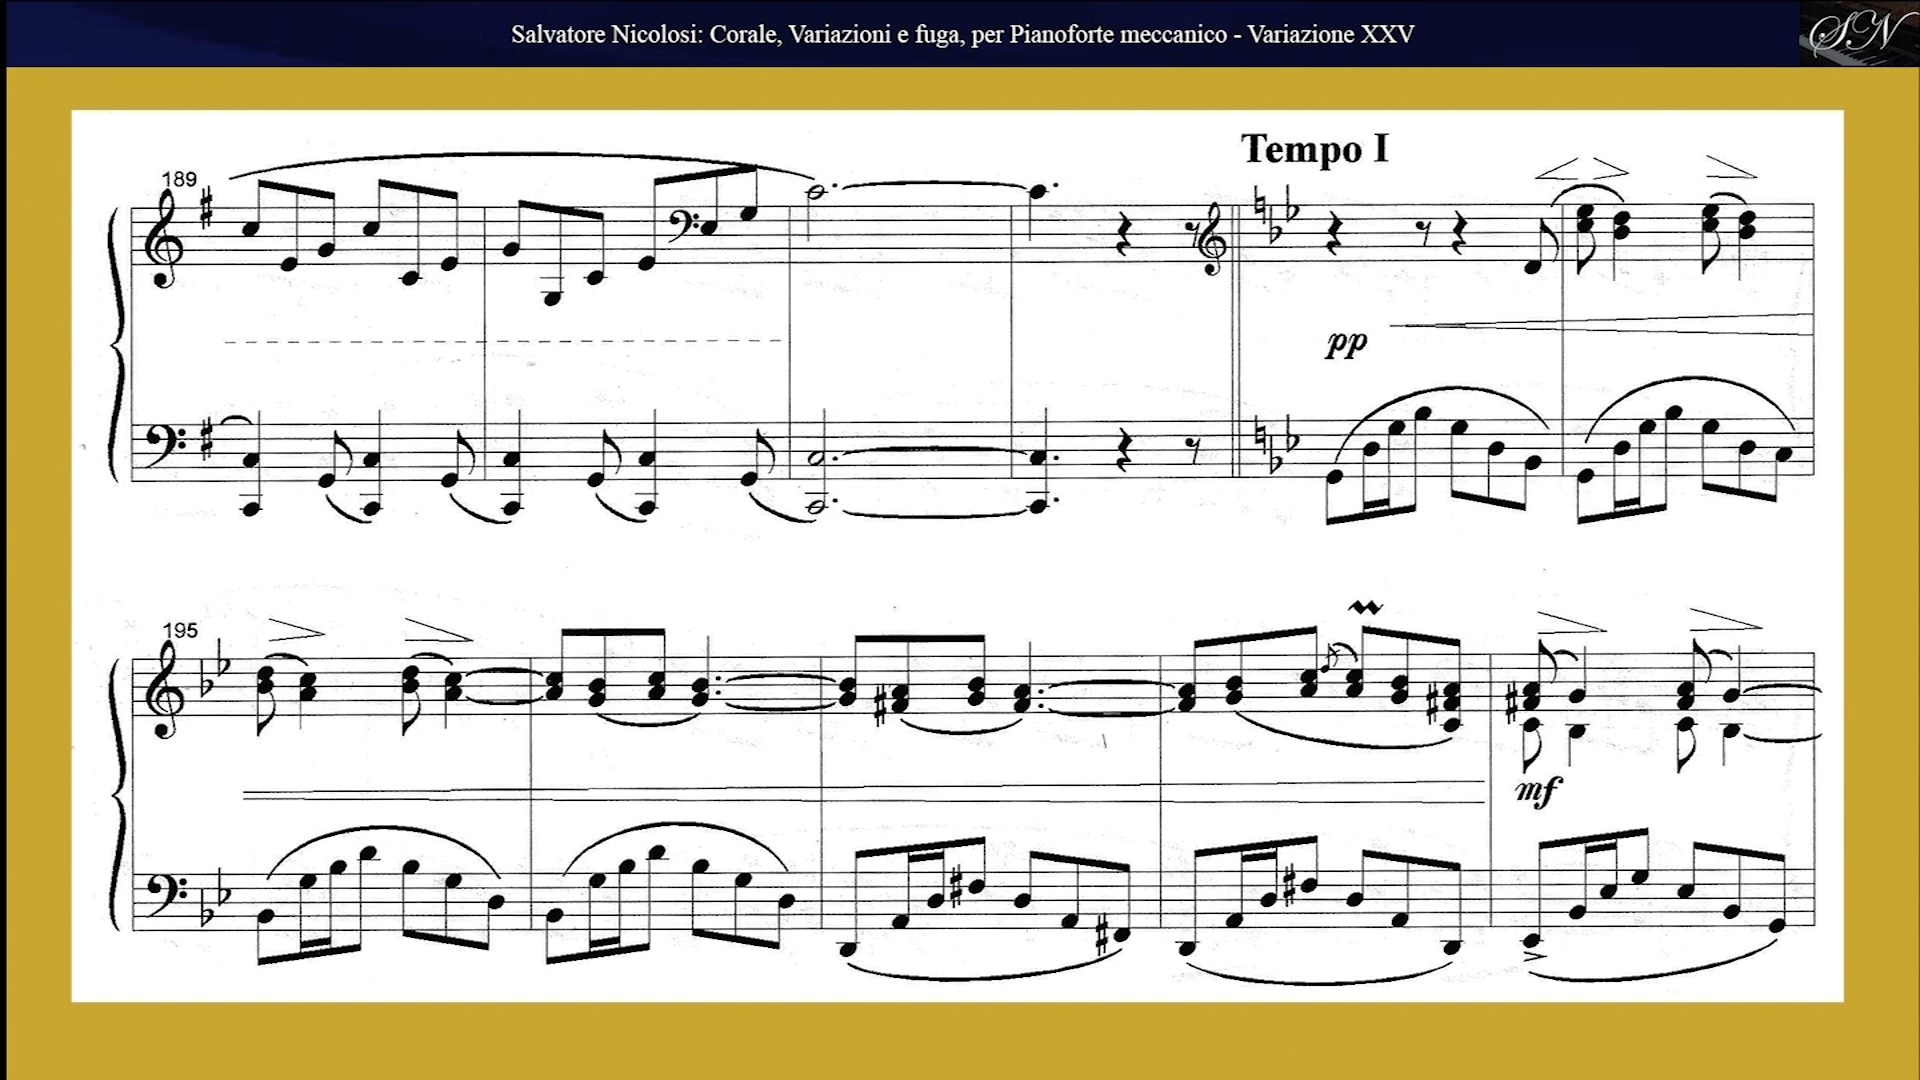 Salvatore Nicolosi: Corale, Variazioni e fuga, per Pianoforte meccanico - Variazione XXV
SN
189
Tempo I
pp
195
mf